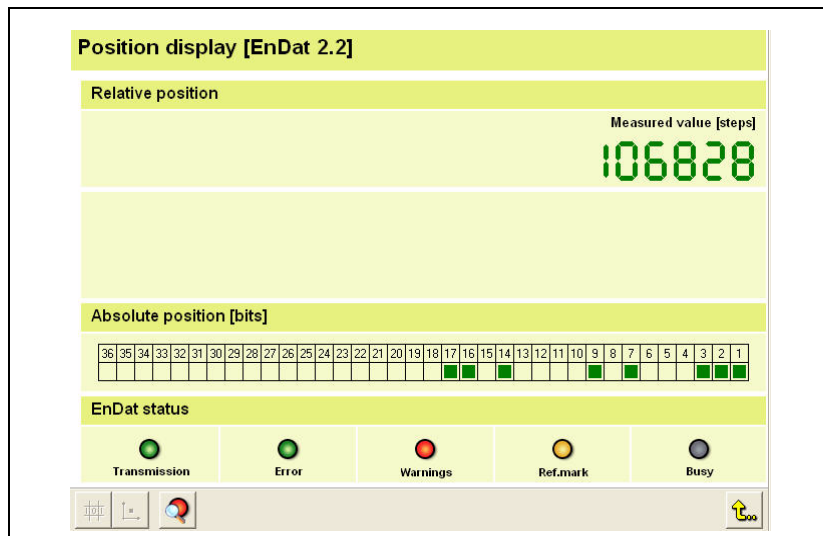 Position display [EnDat 2.2]
Relative position
Measured value [steps]
106828
Absolute position [bits]
36 35 34 33 32 31 30 29 28 27 26 25 24 23 22 21 20 19 18 17 16 15 14 13 12 11 10 9 8 7 6 5 4 3 2 1
EnDat status
Transmission Error Warnings Ref.mark Busy